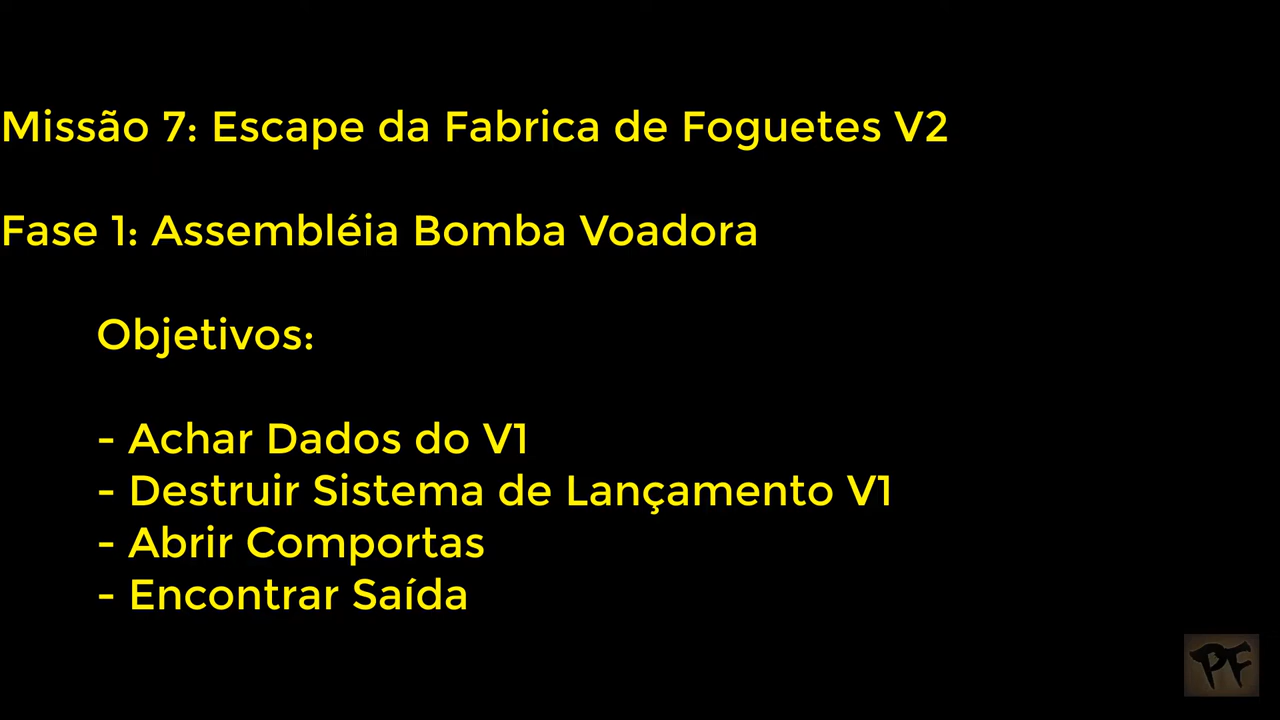 Missão 7: Escape da Fabrica de Foguetes V2
Fase 1: Assembléia Bomba Voadora
Objetivos:
- Achar Dados do V1
- Destruir Sistema de Lançamento V1
- Abrir Comportas
- Encontrar Saída
PF